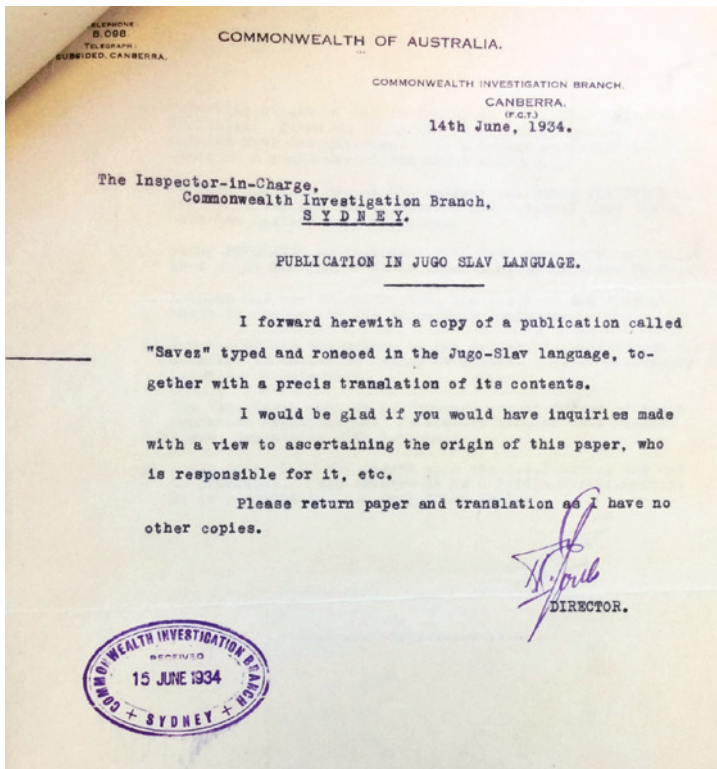 TELEPHONE:
B.098.
TELEGRAPH:
SUBSIDED, CANBERRA.
COMMONWEALTH OF AUSTRALIA.
COMMONWEALTH INVESTIGATION BRANCH.
CANBERRA.
(F.C.T.)
14th June, 1934.
The Inspector-in-Charge,
Commonwealth Investigation Branch,
SYDNEY.
PUBLICATION IN JUGO SLAV LANGUAGE.
I forward herewith a copy of a publication called
"Savez" typed and roneoed in the Jugo-Slav language, to-
gether with a precis translation of its contents.
I would be glad if you would have inquiries made
with a view to ascertaining the origin of this paper, who
is responsible for it, etc.
Please return paper and translation as I have no
other copies.
DIRECTOR.
COMMONWEALTH INVESTIGATION BRANCH
RECEIVED
15 JUNE 1934
+ SYDNEY +